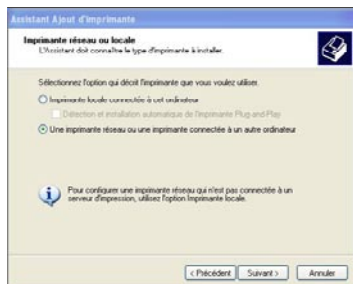 Assistant Ajout d'imprimante
Imprimante réseau ou locale
L'Assistant doit connaître le type d'imprimante à installer.
Sélectionnez l'option qui décrit l'imprimante que vous voulez utiliser.
Imprimante locale connectée à cet ordinateur
Détection et installation automatique de l'imprimante Plug-and-Play
Une imprimante réseau ou une imprimante connectée à un autre ordinateur
Pour configurer une imprimante réseau qui n'est pas connectée à un
serveur d'impression, utilisez l'option Imprimante locale.
< Précédent
Suivant >
Annuler